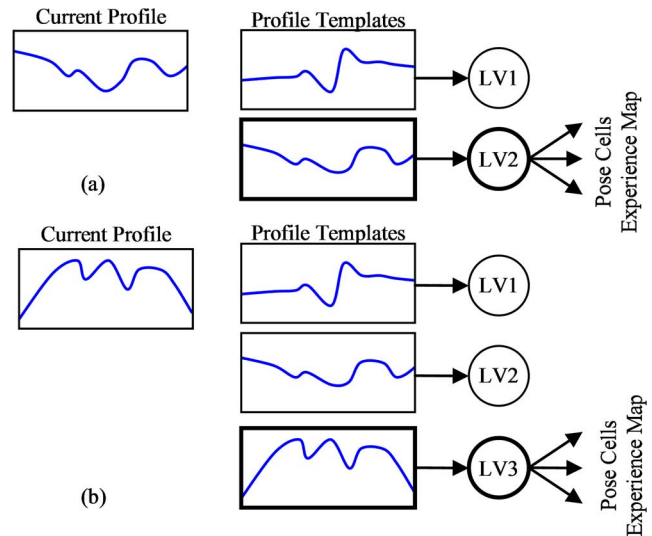 Current Profile
Profile Templates
LV1
LV2
Pose Cells
Experience Map
(a)
Current Profile
Profile Templates
LV1
LV2
LV3
Pose Cells
Experience Map
(b)